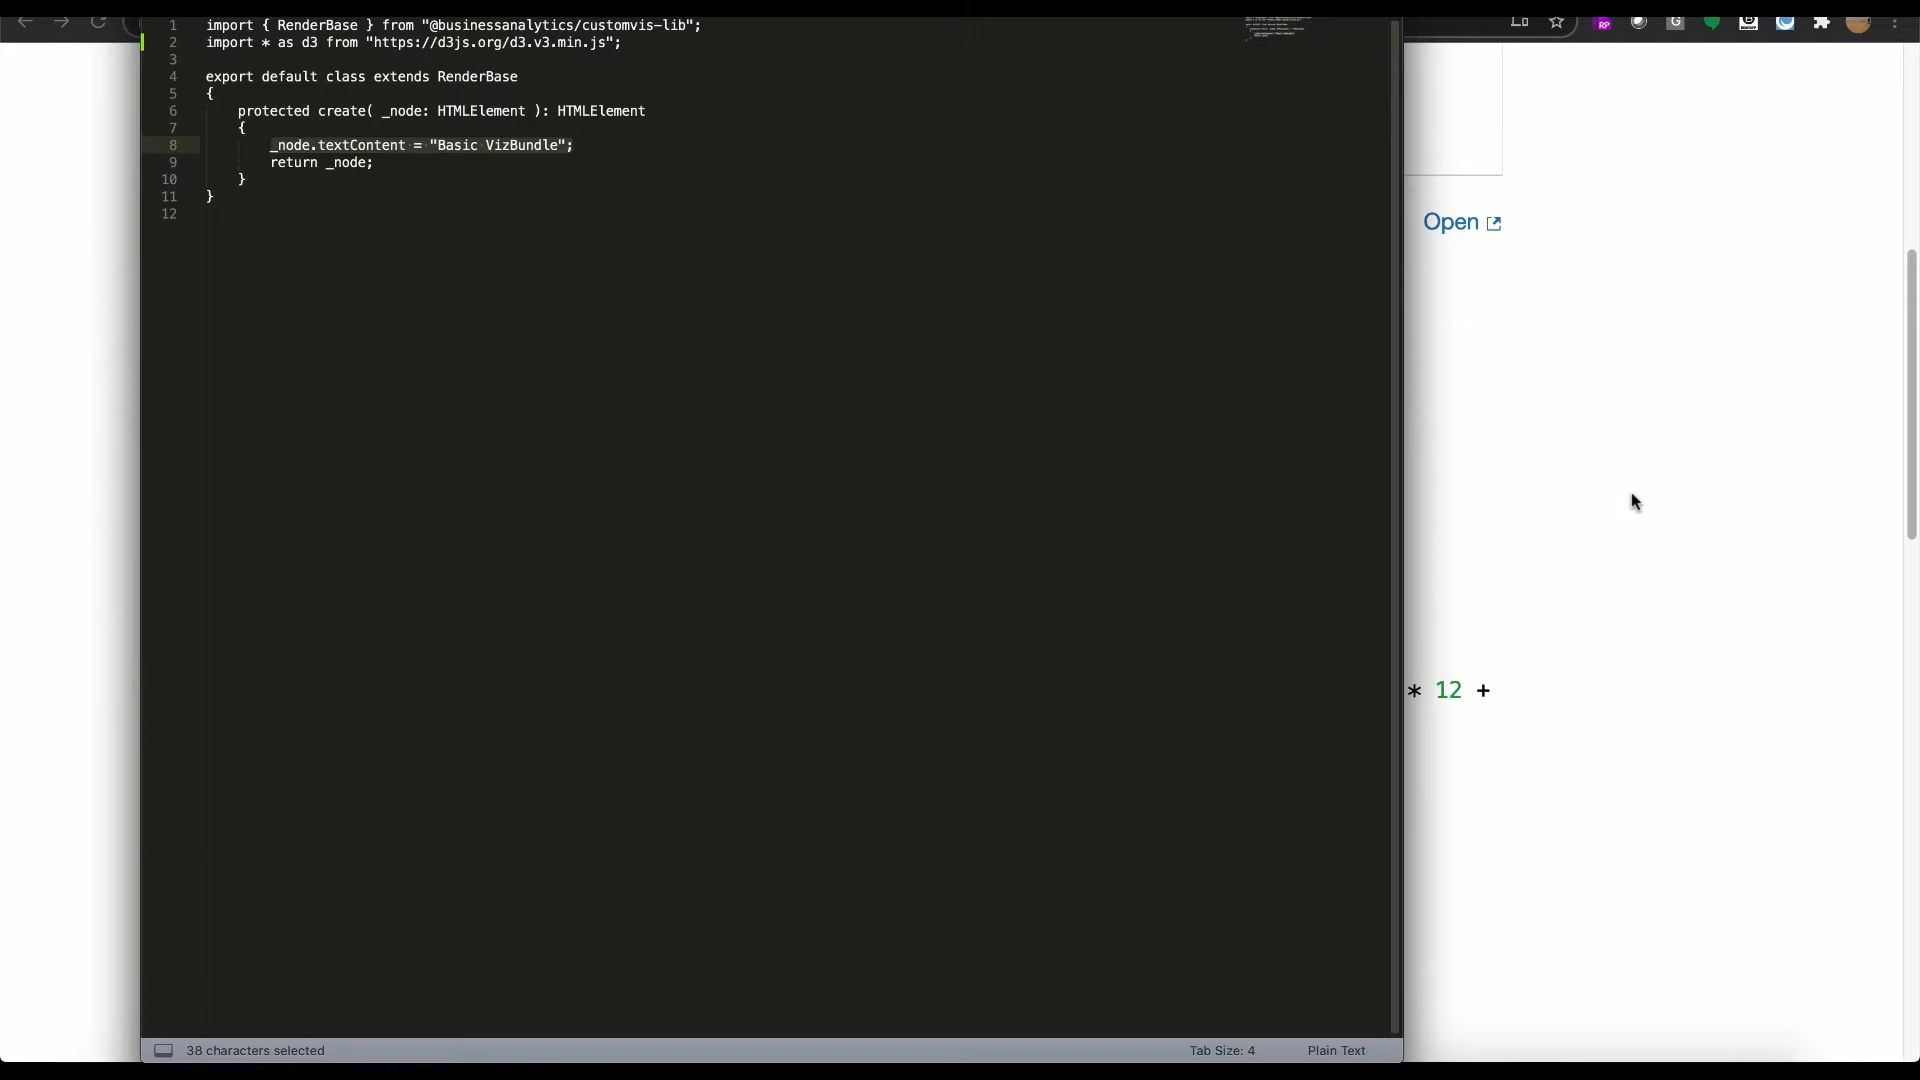 import { RenderBase } from "@businessanalytics/customvis-lib";
import * as d3 from "https://d3js.org/d3.v3.min.js";
export default class extends RenderBase
{
protected create( _node: HTMLElement ): HTMLElement
{
_node.textContent = "Basic VizBundle";
return _node;
}
}
1
2
3
4
5
6
7
8
9
10
11
12
Open
* 12 +
RP
G
38 characters selected
Tab Size: 4
Plain Text